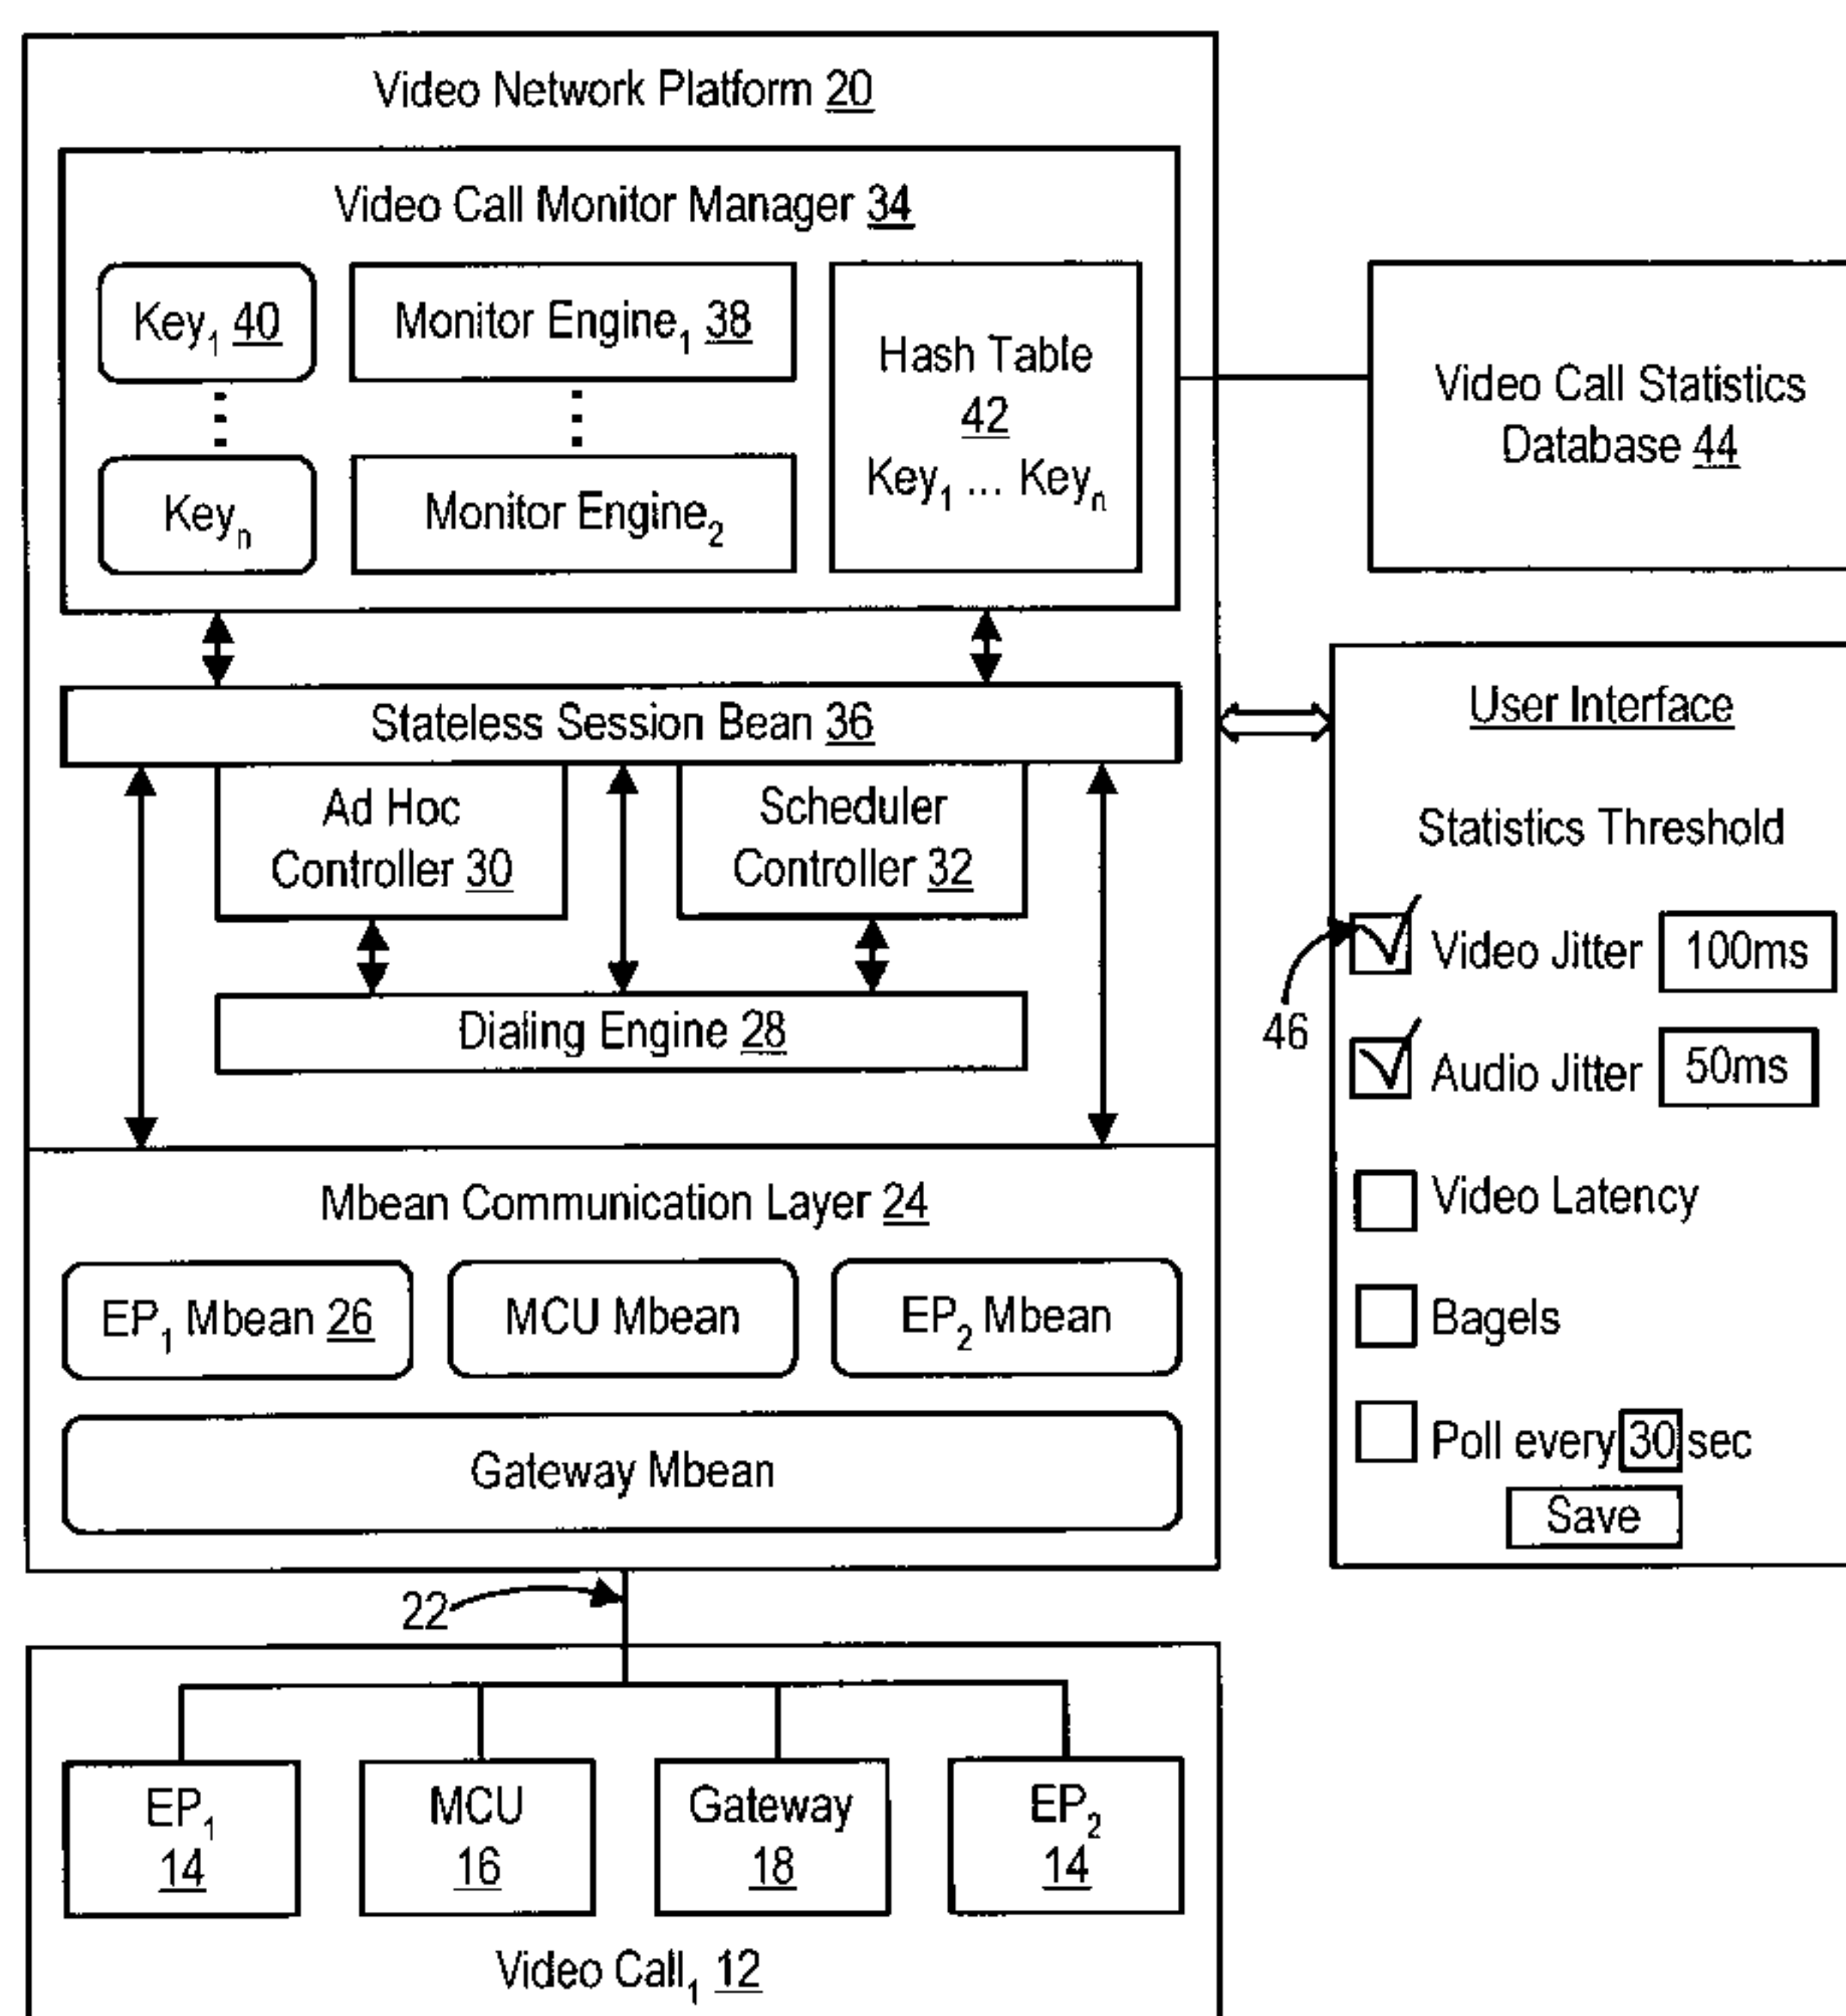 Video Network Platform 20
Video Call Monitor Manager 34
Key1 40
Monitor Engine1 38
Hash Table
42
Key1 ... Keyn
Keyn
Monitor Engine2
Video Call Statistics
Database 44
Stateless Session Bean 36
Ad Hoc
Controller 30
Scheduler
Controller 32
Dialing Engine 28
User Interface
Statistics Threshold
Video Jitter 100ms
46
Audio Jitter 50ms
Video Latency
Bagels
Poll every 30 sec
Save
Mbean Communication Layer 24
EP1 Mbean 26
MCU Mbean
EP2 Mbean
Gateway Mbean
22
EP1
14
MCU
16
Gateway
18
EP2
14
Video Call1 12